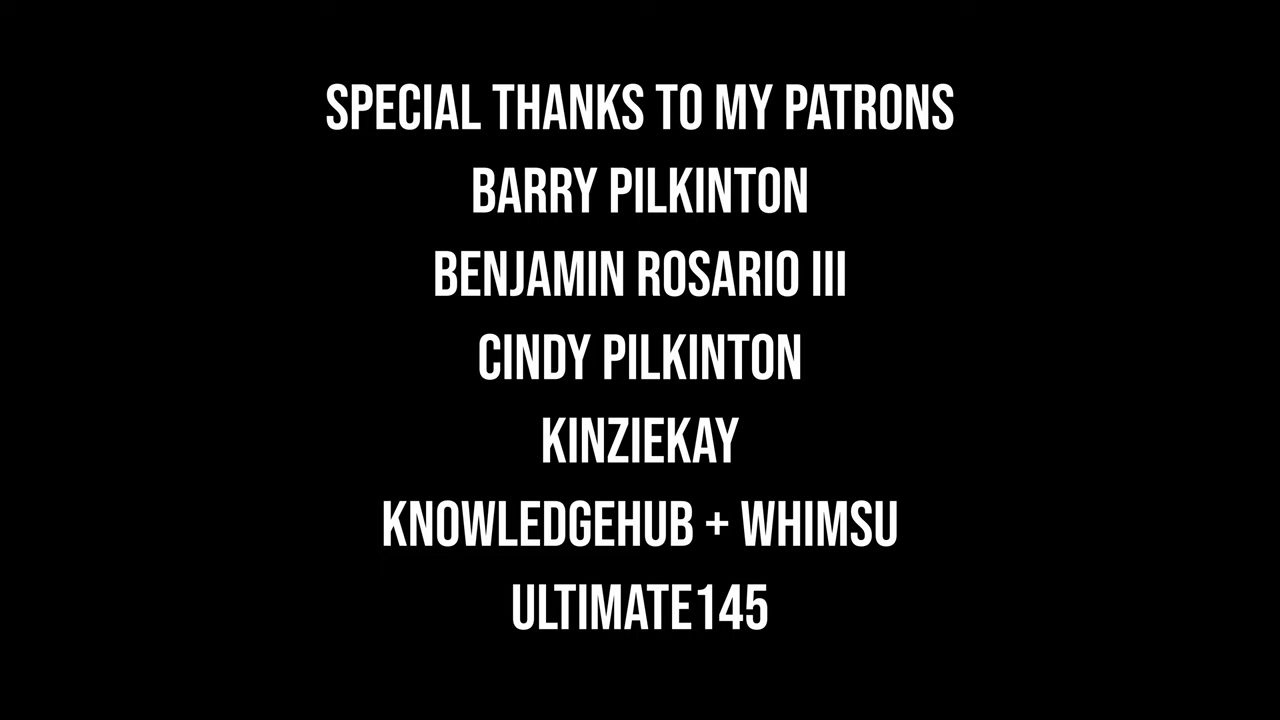 SPECIAL THANKS TO MY PATRONS
BARRY PILKINTON
BENJAMIN ROSARIO III
CINDY PILKINTON
KINZIEKAY
KNOWLEDGEHUB + WHIMSU
ULTIMATE145